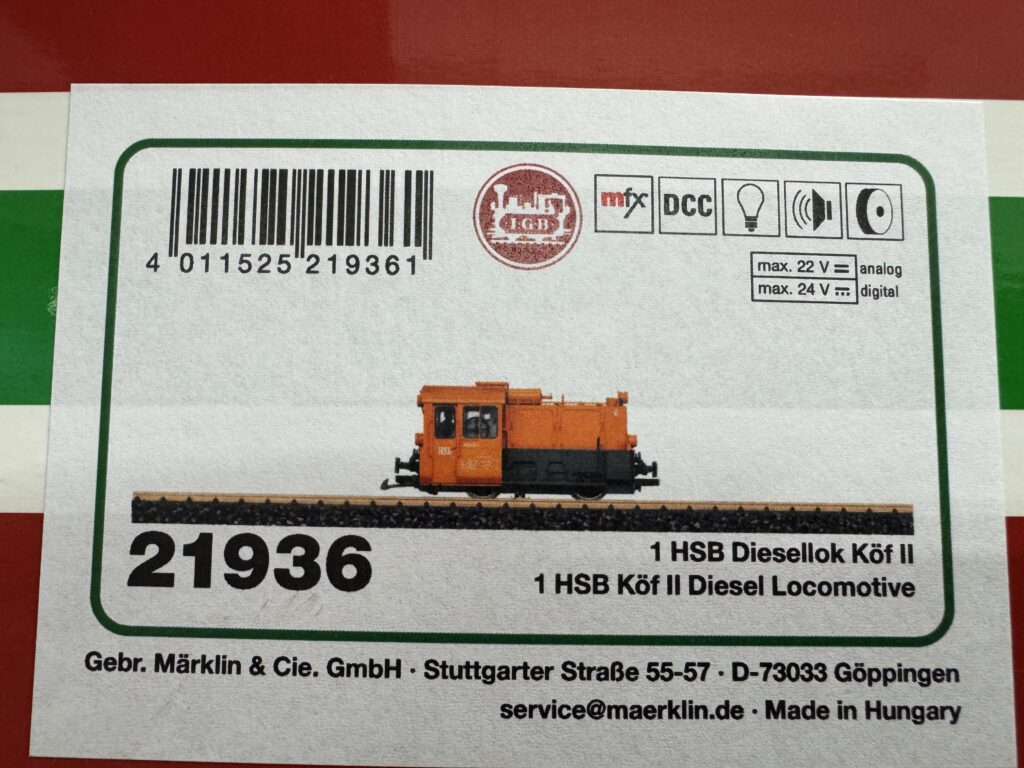 4 011525 219361
LGB
mfx
DCC
max. 22 V
analog
max. 24 V
digital
HSB
21936
1 HSB Diesellok Köf II
1 HSB Köf II Diesel Locomotive
Gebr. Märklin & Cie. GmbH · Stuttgarter Straße 55-57 · D-73033 Göppingen
service@maerklin.de · Made in Hungary